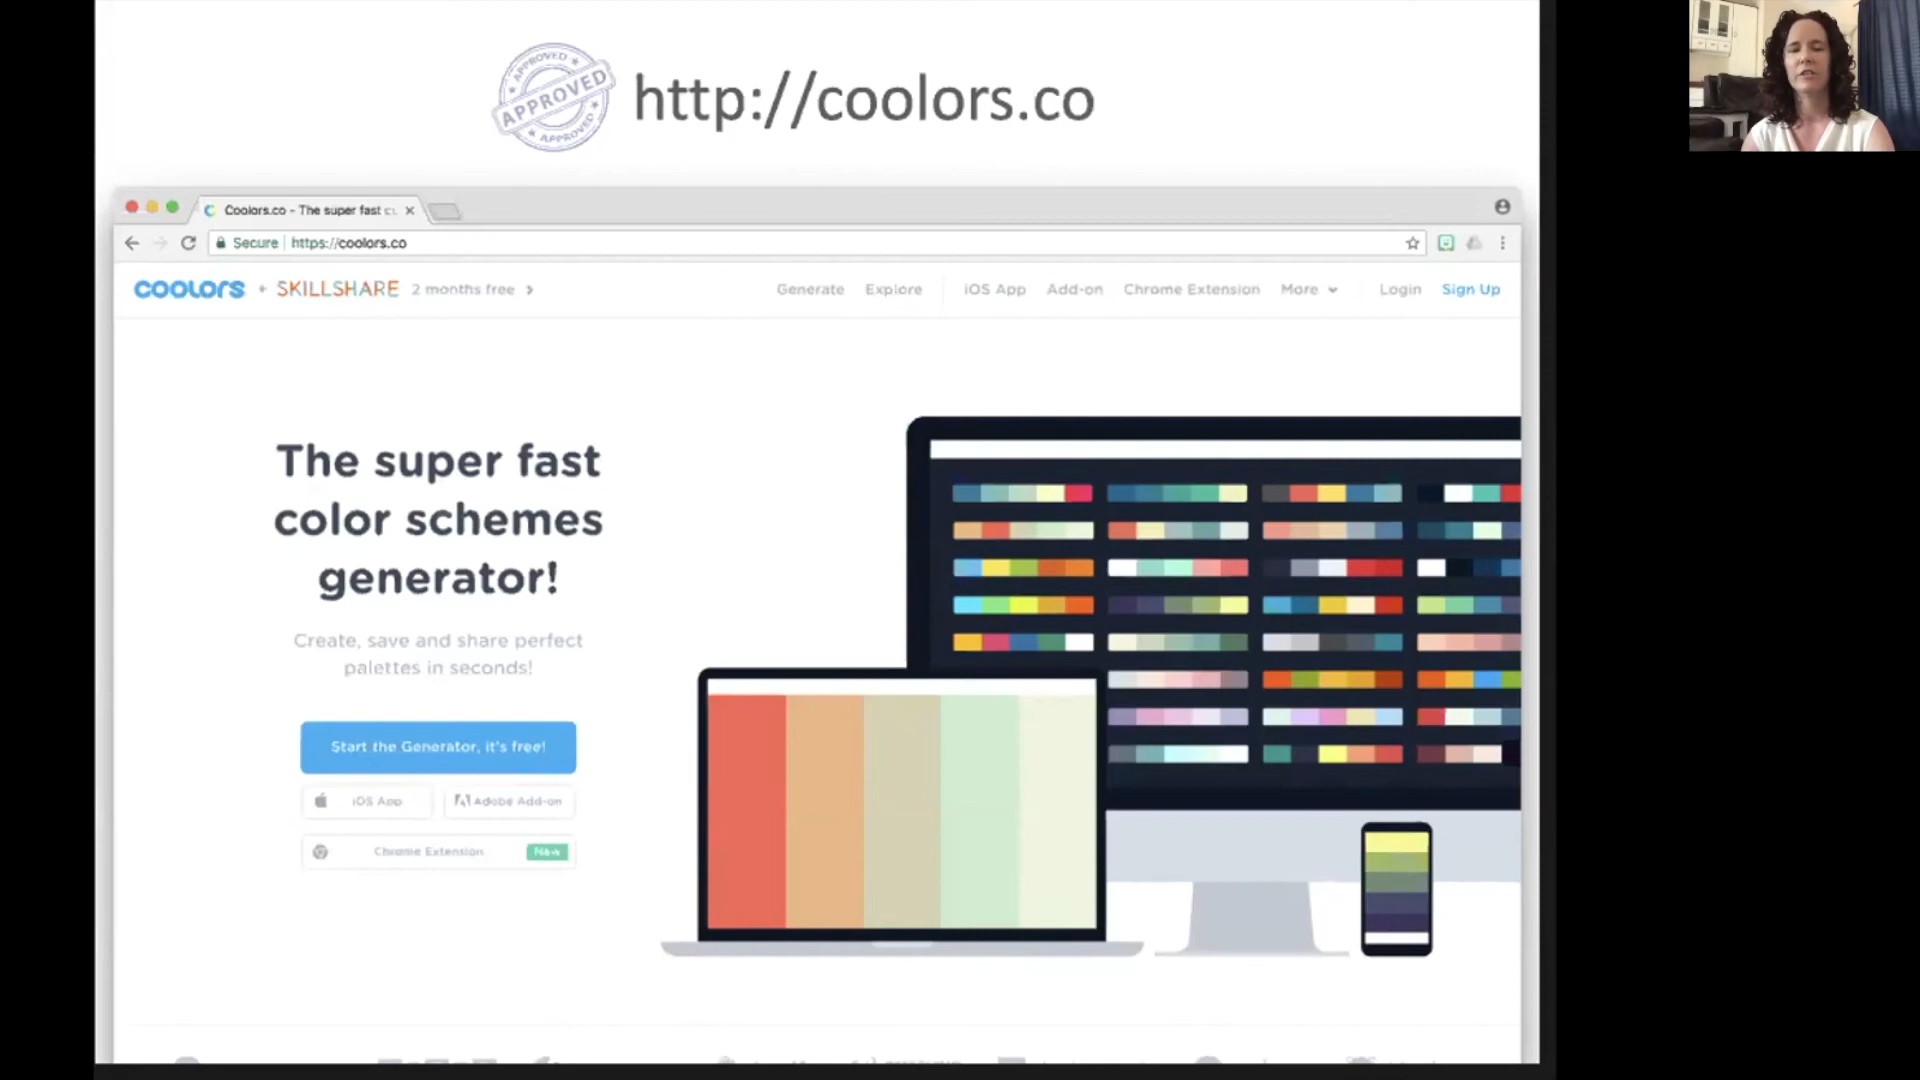 APPROVED
APPROVED
APPROVED
http://coolors.co
Coolors.co - The super fast c
Secure https://coolors.co
coolors + SKILLSHARE 2 months free
Generate Explore iOS App Add-on Chrome Extension More Login Sign Up
The super fast
color schemes
generator!
Create, save and share perfect
palettes in seconds!
Start the Generator, it's free!
iOS App Adobe Add-on
Chrome Extension New